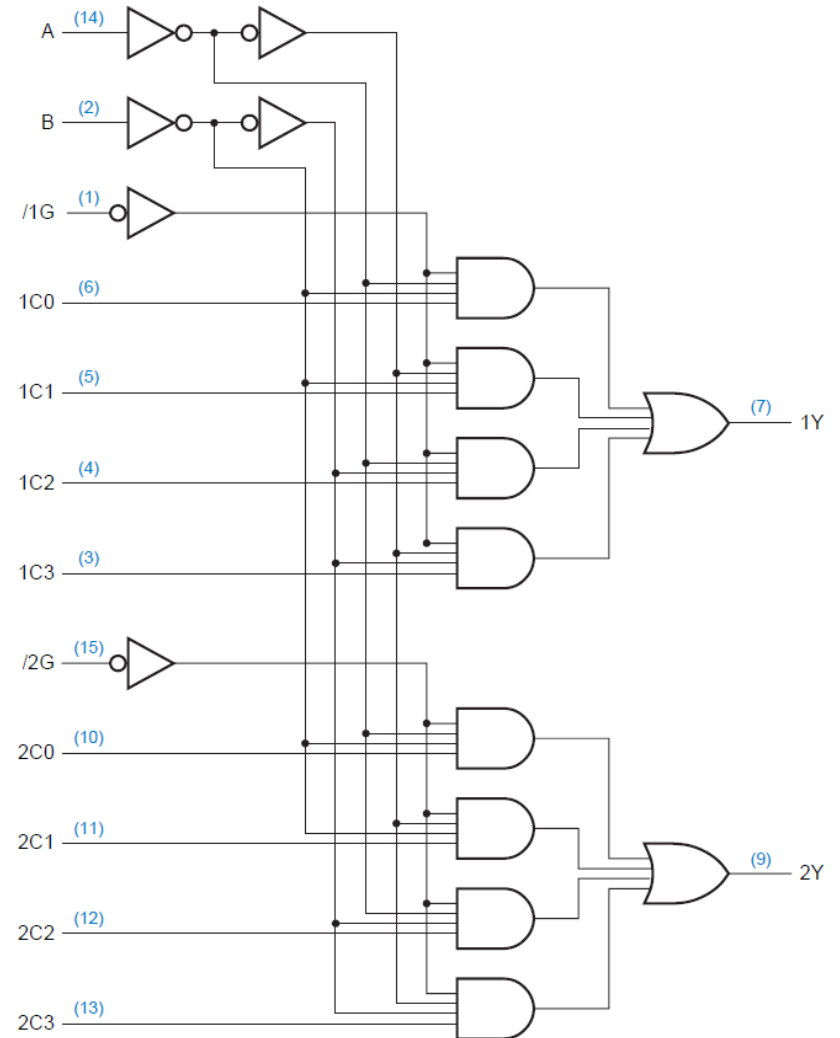 A (14)
B (2)
/1G (1)
1C0 (6)
1C1 (5)
(7) 1Y
1C2 (4)
1C3 (3)
/2G (15)
2C0 (10)
2C1 (11)
(9) 2Y
2C2 (12)
2C3 (13)